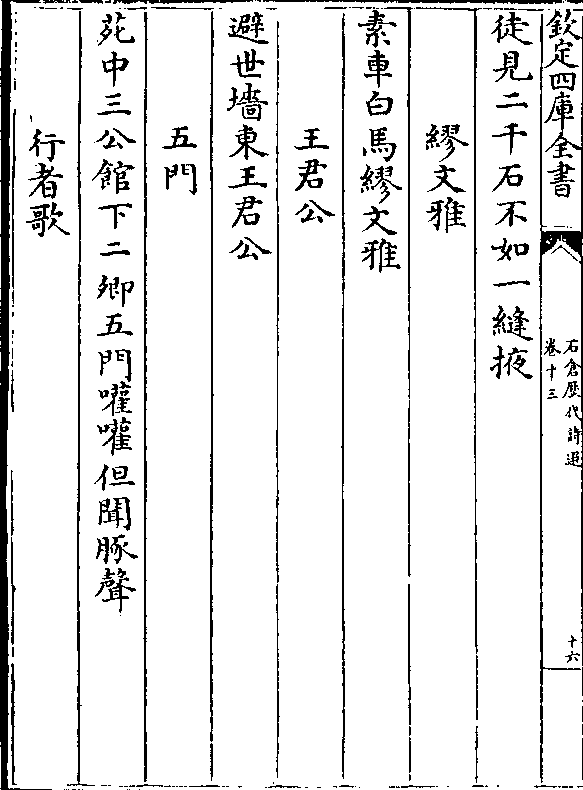 欽定四庫全書
石倉歴代詩選
卷十三
十六
徒見二千石不如一縫掖
繆文雅
素車白馬繆文雅
王君公
避世墻東王君公
五門
苑中三公館下二卿五門嚾嚾但聞豚聲
行者歌